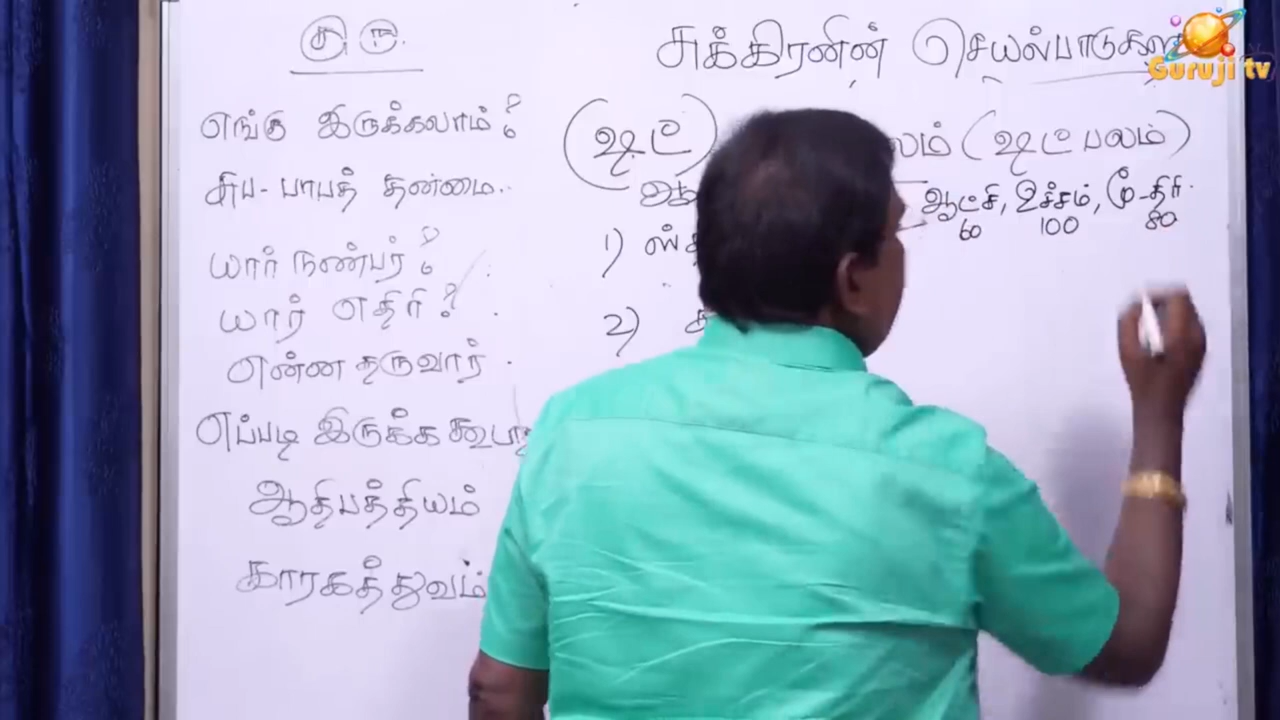 குரு
எங்கு இருக்கலாம்?
சுப - பாபத் தன்மை..
யார் நண்பர்?
யார் எதிரி?
என்ன தருவார்
எப்படி இருக்க
ஆதிபத்தியம்
காரகத்துவம்
சுக்கிரனின் செயல்பாடுகள்
Guruji tv
(ஷட்) (ஷட்பலம்)
ஆட்சி, உச்சம், மூ-திரி
60 100 80
1)
2)